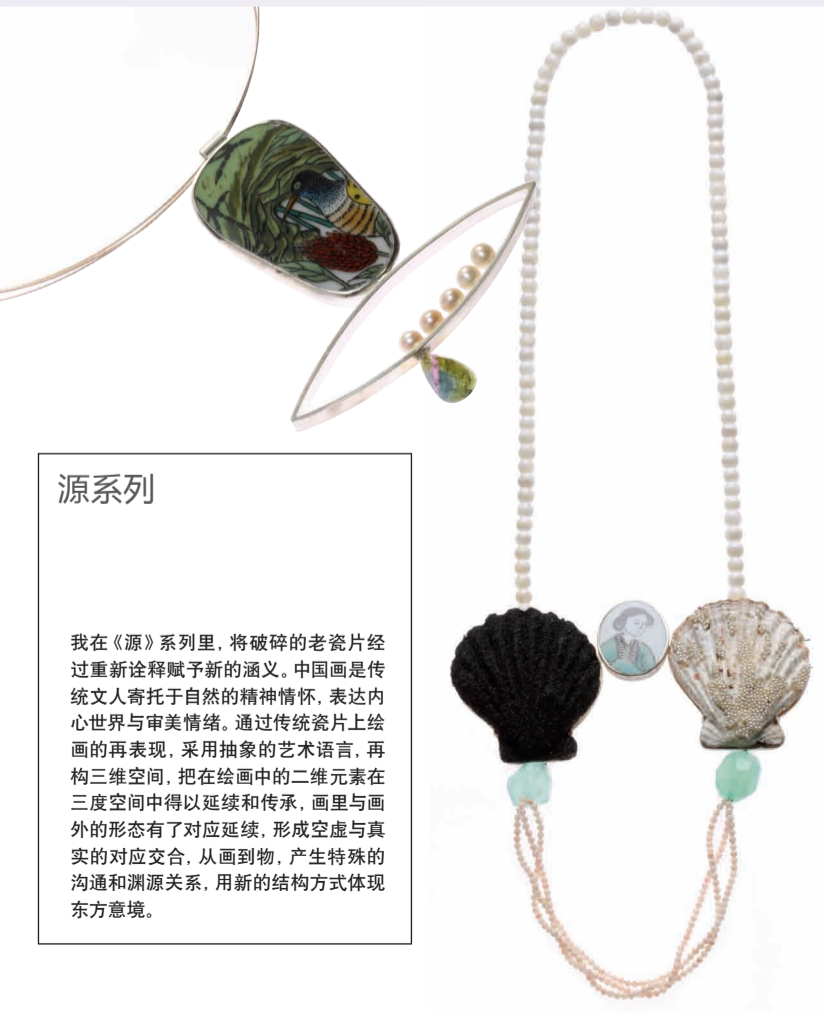 源系列
我在《源》系列里，将破碎的老瓷片经
过重新诠释赋予新的涵义。中国画是传
统文人寄托于自然的精神情怀，表达内
心世界与审美情绪。通过传统瓷片上绘
画的再表现，采用抽象的艺术语言，再
构三维空间，把在绘画中的二维元素在
三度空间中得以延续和传承，画里与画
外的形态有了对应延续，形成空虚与真
实的对应交合，从画到物，产生特殊的
沟通和渊源关系，用新的结构方式体现
东方意境。